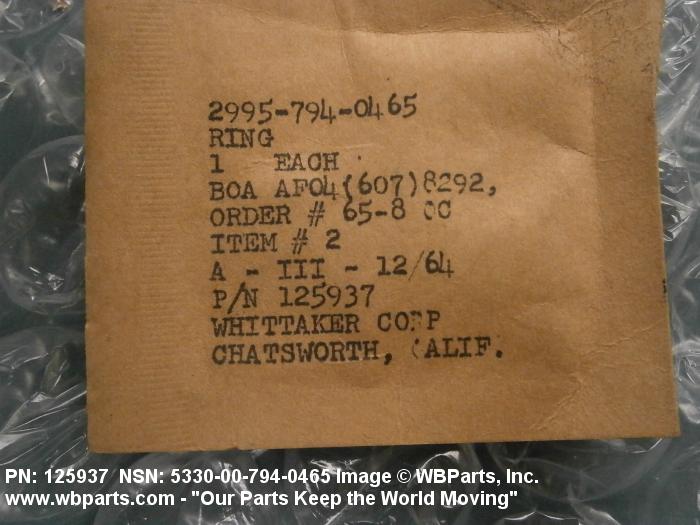 2995-794-0465
RING
1 EACH
BOA AF04(607)8292,
ORDER # 65-8
ITEM # 2
A - III - 12/64
P/N 125937
WHITTAKER CORP
CHATSWORTH, CALIF.
PN: 125937 NSN: 5330-00-794-0465 Image © WBParts, Inc.
www.wbparts.com - "Our Parts Keep the World Moving"